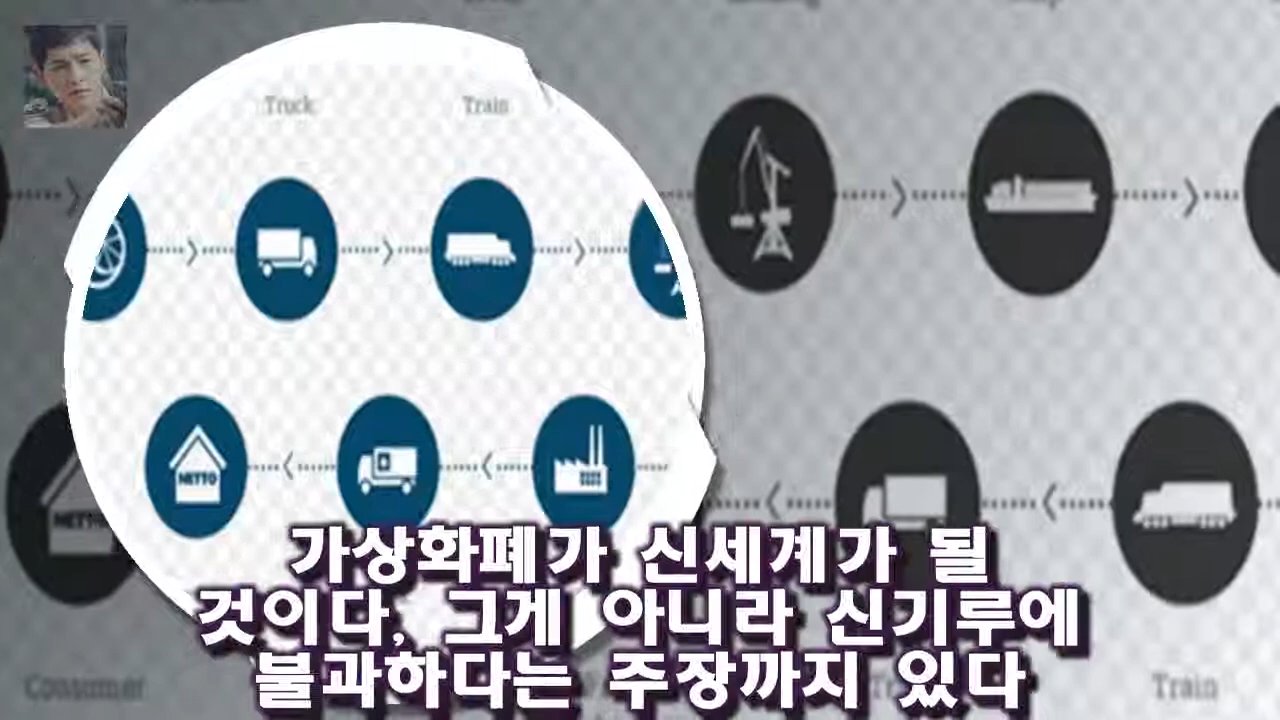 Truck Train
NETTO
NETTO
가상화폐가 신세계가 될
것이다, 그게 아니라 신기루에
불과하다는 주장까지 있다
Consumer
Train